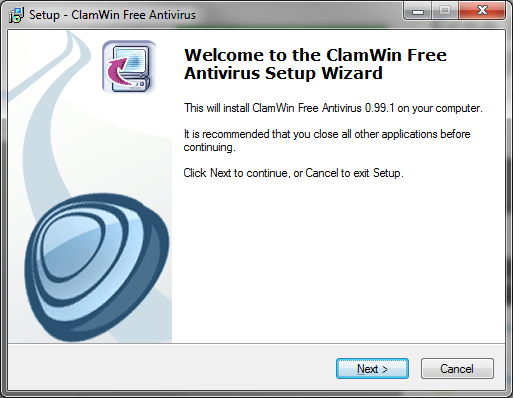 Setup - ClamWin Free Antivirus
Welcome to the ClamWin Free
Antivirus Setup Wizard
This will install ClamWin Free Antivirus 0.99.1 on your computer.
It is recommended that you close all other applications before
continuing.
Click Next to continue, or Cancel to exit Setup.
Next >
Cancel